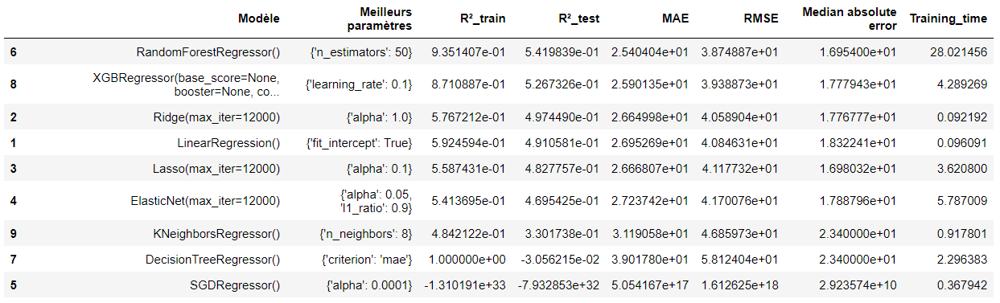 Modèle Meilleurs paramètres R²_train R²_test MAE RMSE Median absolute error Training_time
6 RandomForestRegressor() {'n_estimators': 50} 9.351407e-01 5.419839e-01 2.540404e+01 3.874887e+01 1.695400e+01 28.021456
8 XGBRegressor(base_score=None, booster=None, co... {'learning_rate': 0.1} 8.710887e-01 5.267326e-01 2.590135e+01 3.938873e+01 1.777943e+01 4.289269
2 Ridge(max_iter=12000) {'alpha': 1.0} 5.767212e-01 4.974490e-01 2.664998e+01 4.058904e+01 1.776777e+01 0.092192
1 LinearRegression() {'fit_intercept': True} 5.924594e-01 4.910581e-01 2.695269e+01 4.084631e+01 1.832241e+01 0.096091
3 Lasso(max_iter=12000) {'alpha': 0.1} 5.587431e-01 4.827757e-01 2.666807e+01 4.117732e+01 1.698032e+01 3.620800
4 ElasticNet(max_iter=12000) {'alpha': 0.05, 'l1_ratio': 0.9} 5.413695e-01 4.695425e-01 2.723742e+01 4.170076e+01 1.788796e+01 5.787009
9 KNeighborsRegressor() {'n_neighbors': 8} 4.842122e-01 3.301738e-01 3.119058e+01 4.685973e+01 2.340000e+01 0.917801
7 DecisionTreeRegressor() {'criterion': 'mae'} 1.000000e+00 -3.056215e-02 3.901780e+01 5.812404e+01 2.340000e+01 2.296383
5 SGDRegressor() {'alpha': 0.0001} -1.310191e+33 -7.932853e+32 5.054167e+17 1.612625e+18 2.923574e+10 0.367942